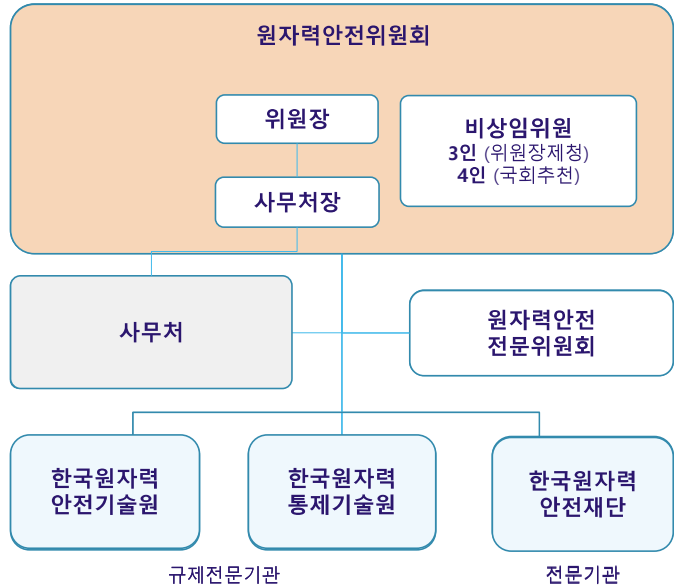 원자력안전위원회
위원장
비상임위원
3인 (위원장제청)
4인 (국회추천)
사무처장
사무처
원자력안전
전문위원회
한국원자력
안전기술원
한국원자력
통제기술원
한국원자력
안전재단
규제전문기관
전문기관